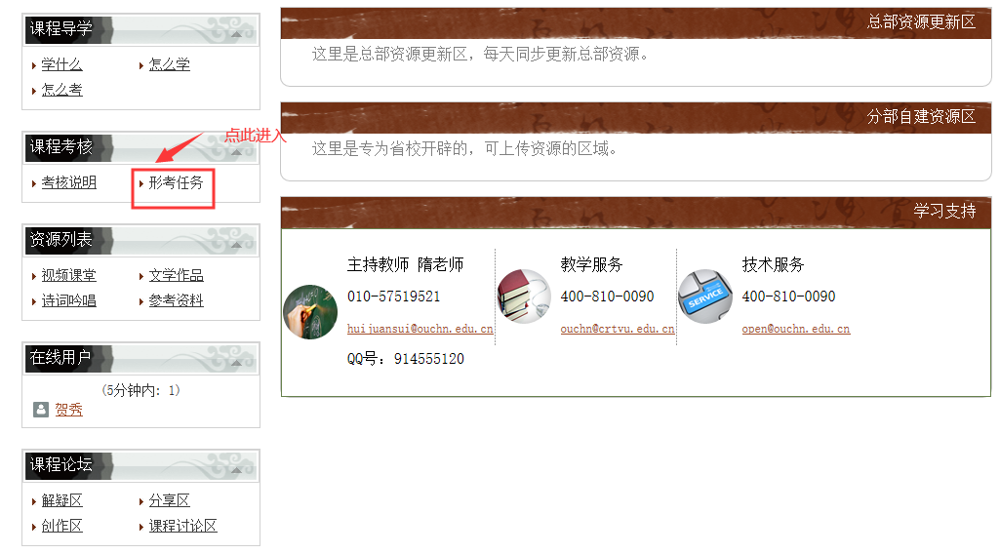 课程导学
学什么 怎么学
怎么考
点此进入
课程考核
考核说明 形考任务
资源列表
视频课堂 文学作品
诗词吟唱 参考资料
在线用户
(5分钟内: 1)
贺秀
课程论坛
解疑区 分享区
创作区 课程讨论区
总部资源更新区
这里是总部资源更新区，每天同步更新总部资源。
分部自建资源区
这里是专为省校开辟的，可上传资源的区域。
学习支持
主持教师 隋老师
010-57519521
huijuansui@ouchn.edu.cn
QQ号：914555120
教学服务
400-810-0090
ouchn@crtvu.edu.cn
SERVICE
技术服务
400-810-0090
open@ouchn.edu.cn